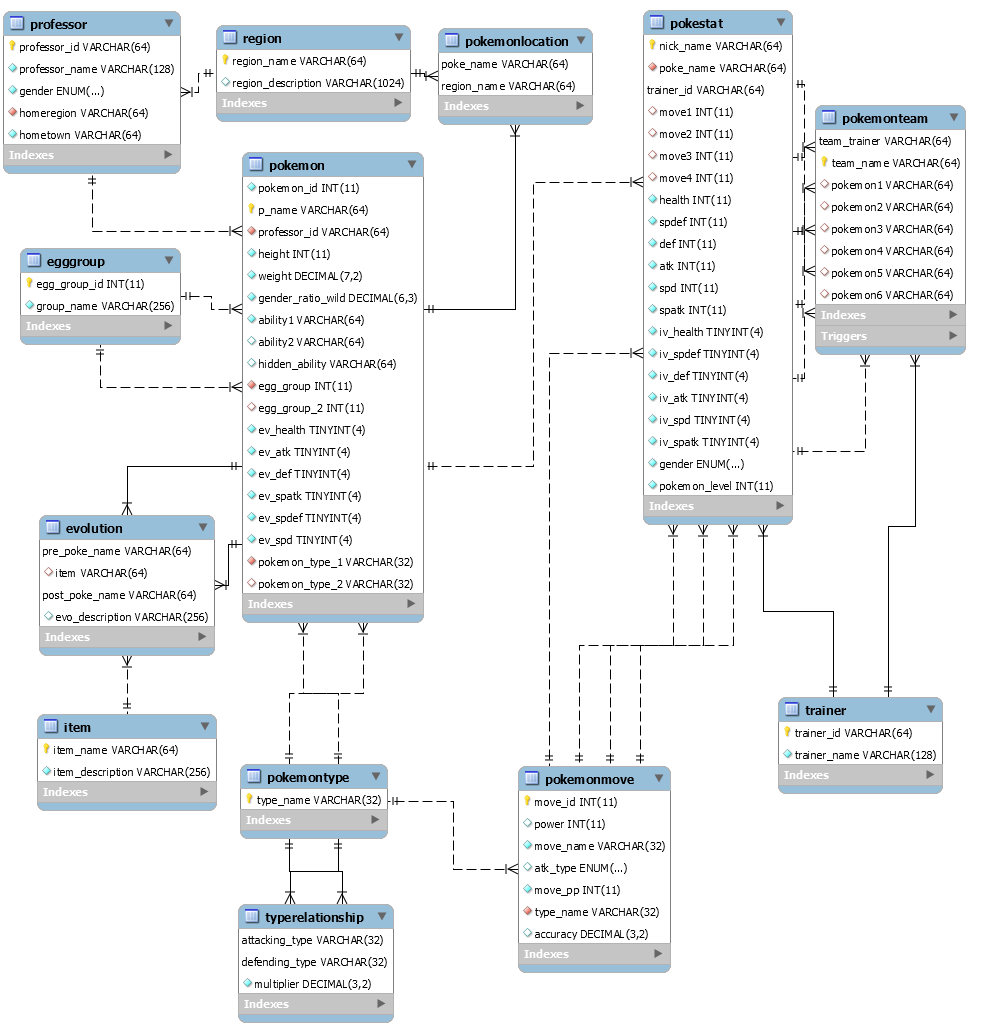 professor
professor_id VARCHAR(64)
professor_name VARCHAR(128)
gender ENUM(...)
homeregion VARCHAR(64)
hometown VARCHAR(64)
Indexes
region
region_name VARCHAR(64)
region_description VARCHAR(1024)
Indexes
pokemonlocation
poke_name VARCHAR(64)
region_name VARCHAR(64)
Indexes
pokestat
nick_name VARCHAR(64)
poke_name VARCHAR(64)
trainer_id VARCHAR(64)
move1 INT(11)
move2 INT(11)
move3 INT(11)
move4 INT(11)
health INT(11)
spdef INT(11)
def INT(11)
atk INT(11)
spd INT(11)
spatk INT(11)
iv_health TINYINT(4)
iv_spdef TINYINT(4)
iv_def TINYINT(4)
iv_atk TINYINT(4)
iv_spd TINYINT(4)
iv_spatk TINYINT(4)
gender ENUM(...)
pokemon_level INT(11)
Indexes
pokemonteam
team_trainer VARCHAR(64)
team_name VARCHAR(64)
pokemon1 VARCHAR(64)
pokemon2 VARCHAR(64)
pokemon3 VARCHAR(64)
pokemon4 VARCHAR(64)
pokemon5 VARCHAR(64)
pokemon6 VARCHAR(64)
Indexes
Triggers
pokemon
pokemon_id INT(11)
p_name VARCHAR(64)
professor_id VARCHAR(64)
height INT(11)
weight DECIMAL(7,2)
gender_ratio_wild DECIMAL(6,3)
ability1 VARCHAR(64)
ability2 VARCHAR(64)
hidden_ability VARCHAR(64)
egg_group INT(11)
egg_group_2 INT(11)
ev_health TINYINT(4)
ev_atk TINYINT(4)
ev_def TINYINT(4)
ev_spatk TINYINT(4)
ev_spdef TINYINT(4)
ev_spd TINYINT(4)
pokemon_type_1 VARCHAR(32)
pokemon_type_2 VARCHAR(32)
Indexes
egggroup
egg_group_id INT(11)
group_name VARCHAR(256)
Indexes
evolution
pre_poke_name VARCHAR(64)
item VARCHAR(64)
post_poke_name VARCHAR(64)
evo_description VARCHAR(256)
Indexes
item
item_name VARCHAR(64)
item_description VARCHAR(256)
Indexes
pokemontype
type_name VARCHAR(32)
Indexes
typerelationship
attacking_type VARCHAR(32)
defending_type VARCHAR(32)
multiplier DECIMAL(3,2)
Indexes
pokemonmove
move_id INT(11)
power INT(11)
move_name VARCHAR(32)
atk_type ENUM(...)
move_pp INT(11)
type_name VARCHAR(32)
accuracy DECIMAL(3,2)
Indexes
trainer
trainer_id VARCHAR(64)
trainer_name VARCHAR(128)
Indexes